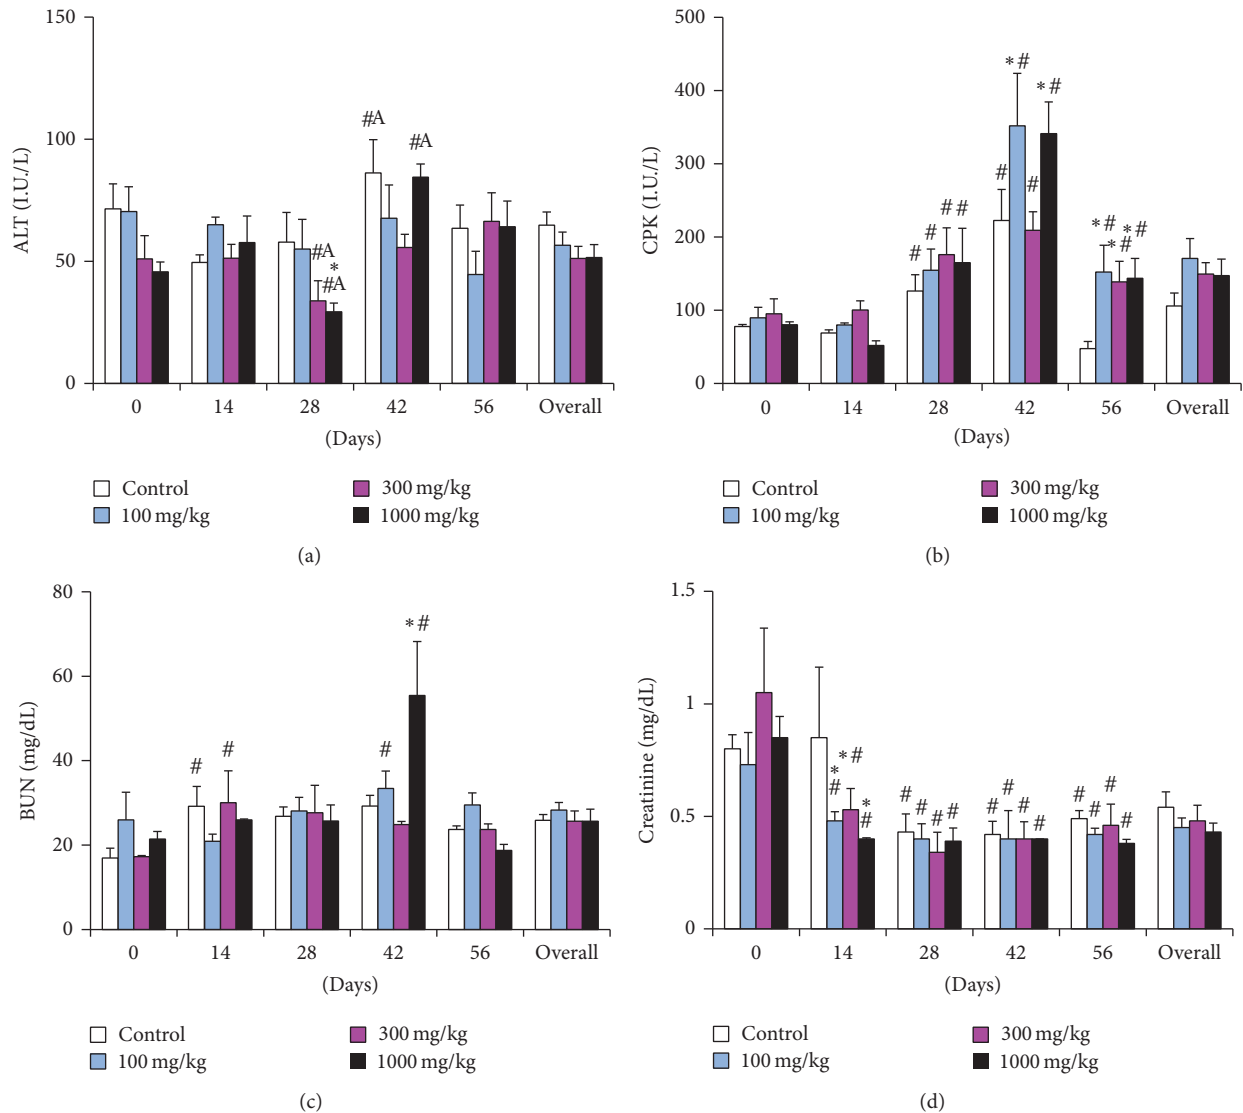 150
100
50
0
ALT (I.U./L)
#A
#A
#A
*
#A
0 14 28 42 56 Overall
(Days)
Control
100 mg/kg
300 mg/kg
1000 mg/kg
(a)
500
400
300
200
100
0
CPK (I.U./L)
* #
* #
#
#
# # # #
* #
* #
* #
0 14 28 42 56 Overall
(Days)
Control
100 mg/kg
300 mg/kg
1000 mg/kg
(b)
80
60
40
20
0
BUN (mg/dL)
* #
# # #
0 14 28 42 56 Overall
(Days)
Control
100 mg/kg
300 mg/kg
1000 mg/kg
(c)
1.5
1
0.5
0
Creatinine (mg/dL)
* #
* #
* #
# # # #
# # # #
# # # #
0 14 28 42 56 Overall
(Days)
Control
100 mg/kg
300 mg/kg
1000 mg/kg
(d)